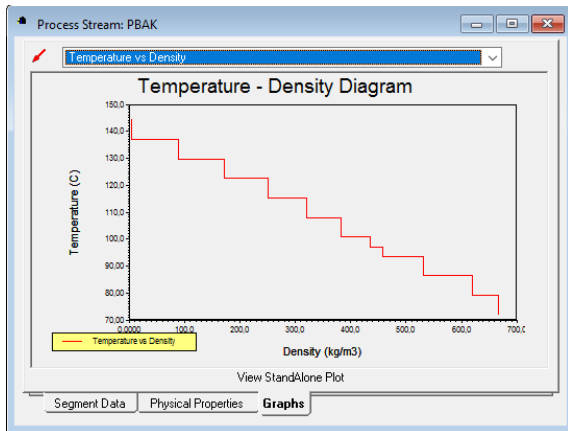 Process Stream: PBAK
Temperature vs Density
Temperature - Density Diagram
150,0
140,0
130,0
120,0
110,0
100,0
90,00
80,00
70,00
Temperature (C)
0,0000 100,0 200,0 300,0 400,0 500,0 600,0 700,0
Temperature vs Density
Density (kg/m3)
View StandAlone Plot
Segment Data Physical Properties Graphs